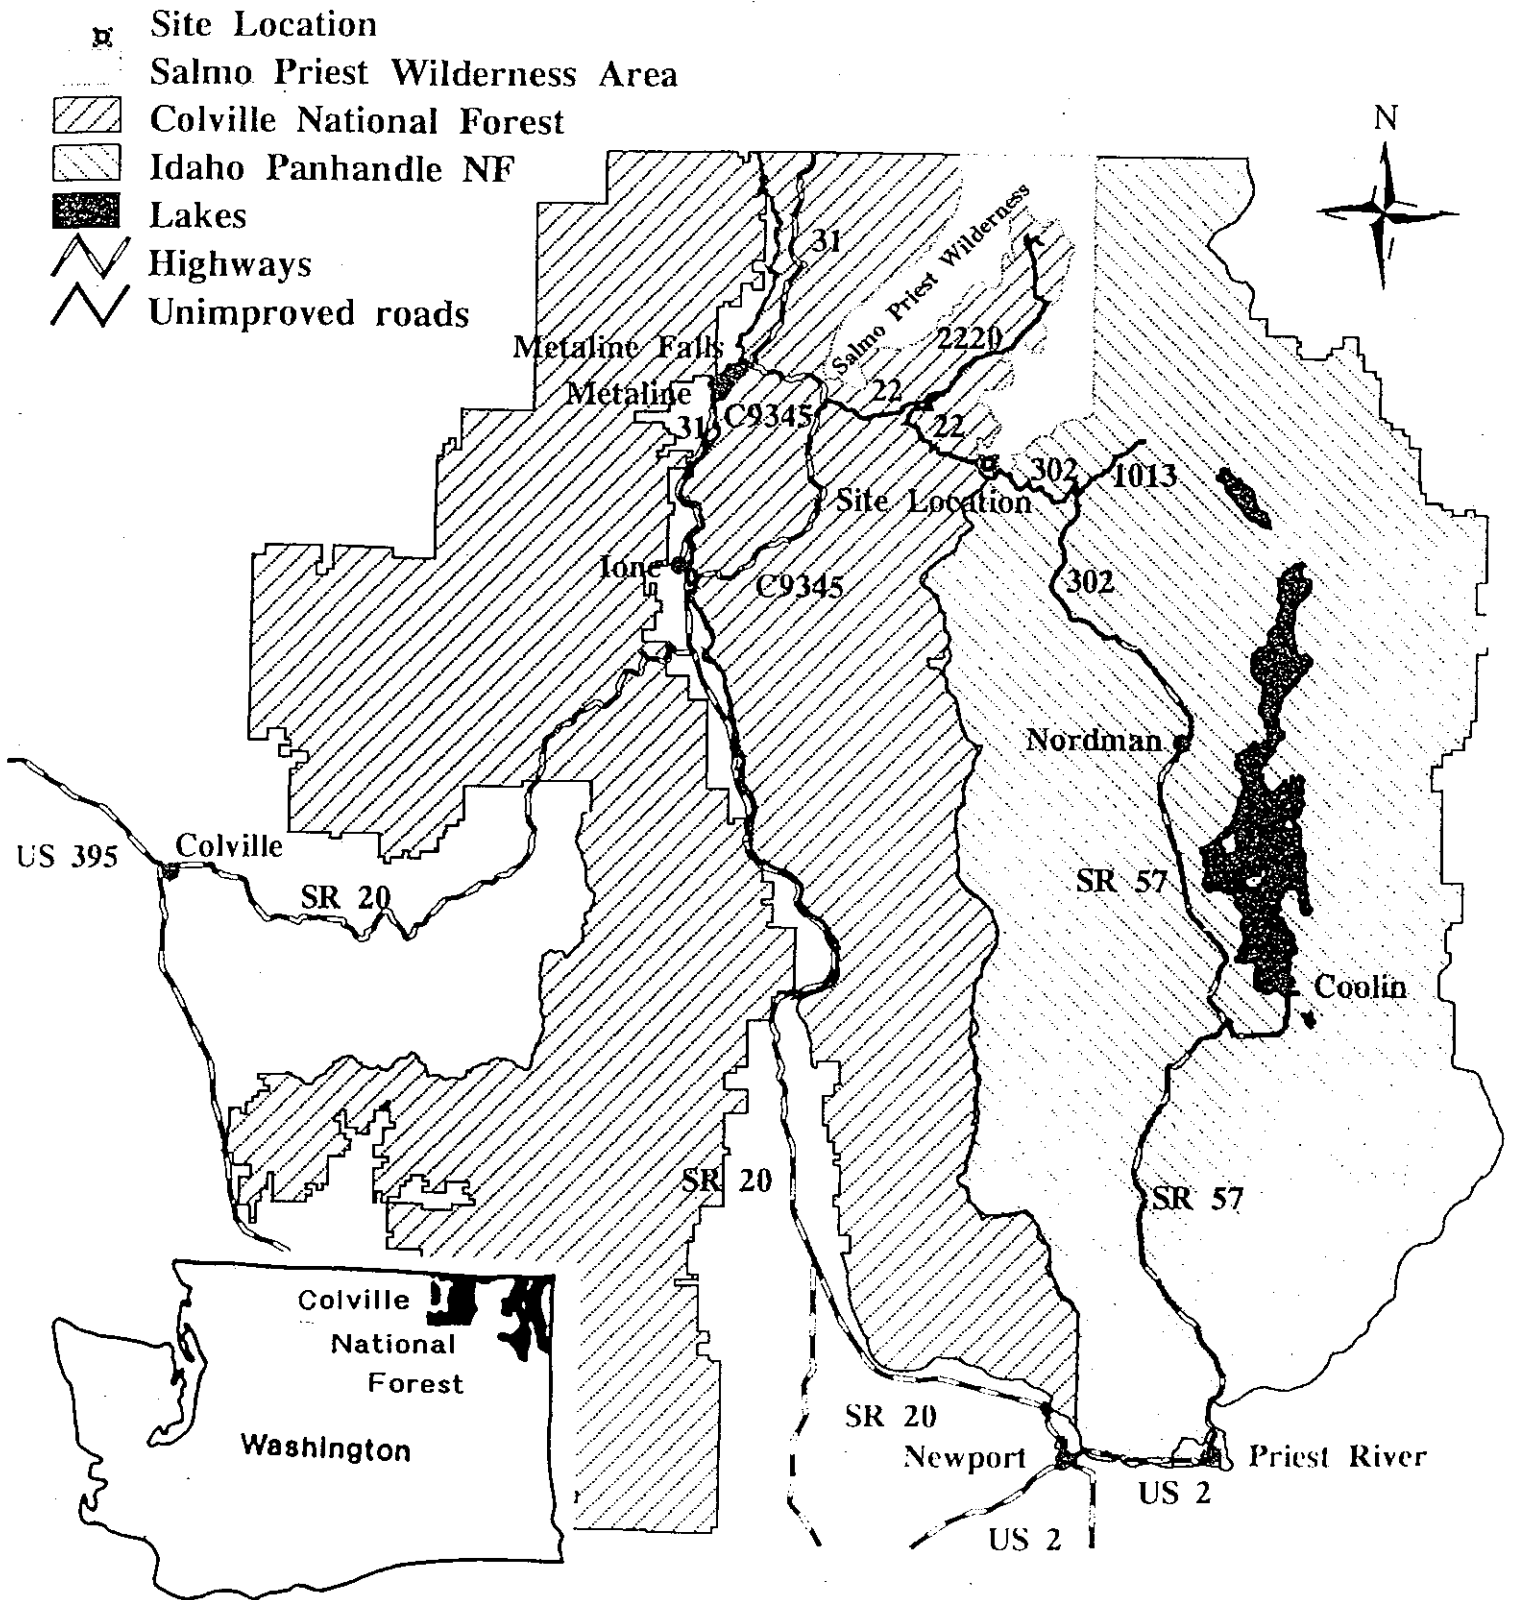 Site Location
Salmo Priest Wilderness Area
Colville National Forest
Idaho Panhandle NF
Lakes
Highways
Unimproved roads
N
31
Salmo Priest Wilderness
Metaline Falls
2220
Metaline
22
C9345
31
22
302
1013
Site Location
Ione
C9345
302
Nordman
US 395
Colville
SR 20
SR 57
Coolin
SR 20
SR 57
Colville
National
Forest
Washington
SR 20
Newport
Priest River
US 2
US 2